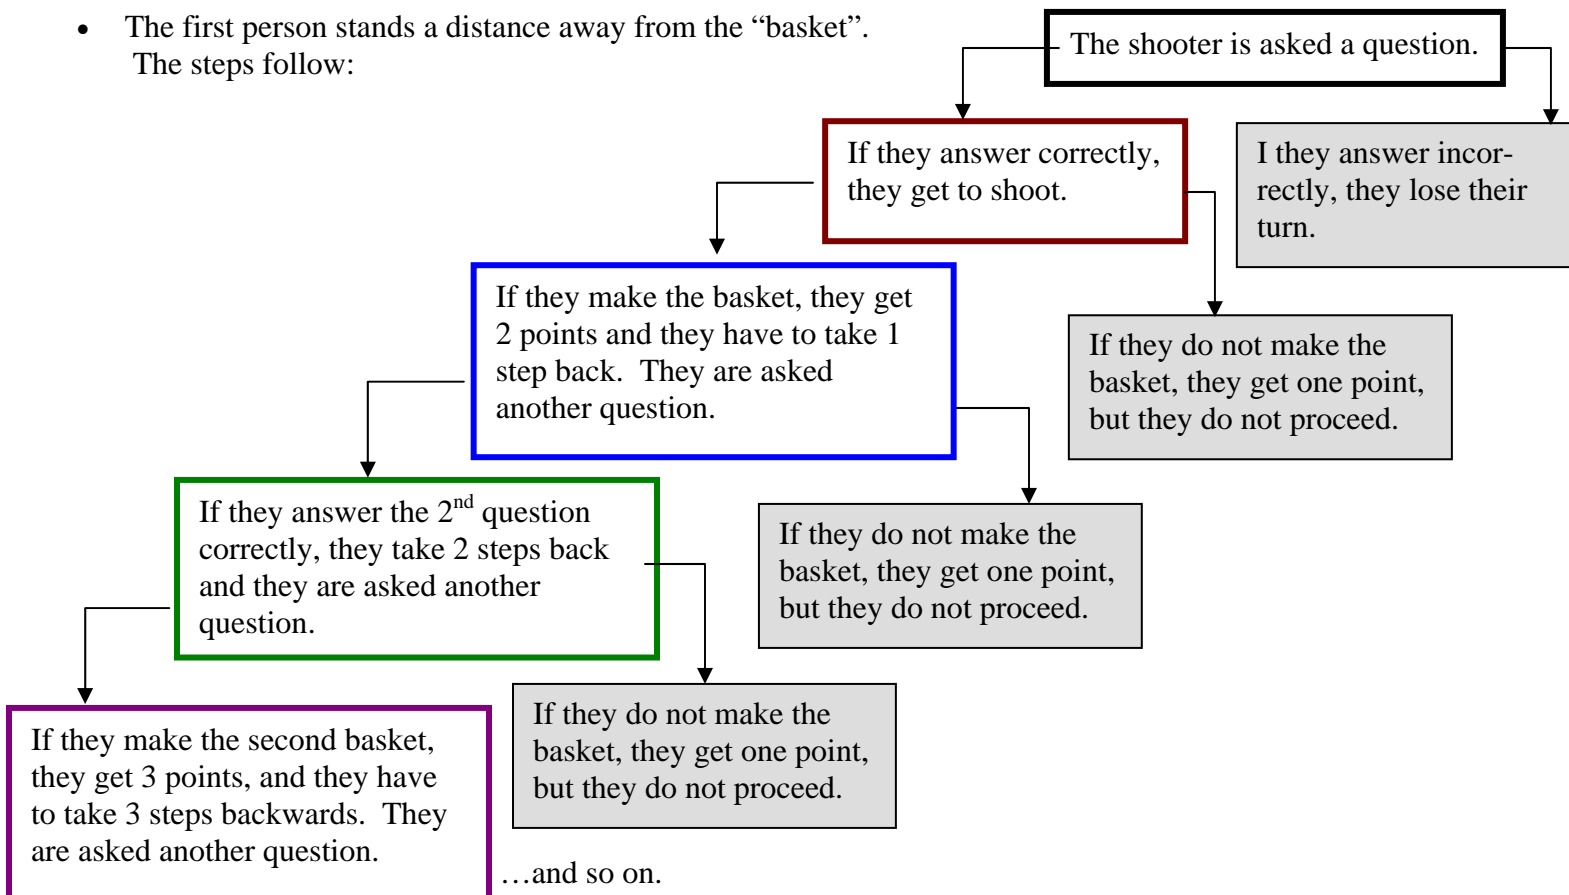 • The first person stands a distance away from the “basket”.
The steps follow:
The shooter is asked a question.
If they answer correctly,
they get to shoot.
I they answer incor-
rectly, they lose their
turn.
If they make the basket, they get
2 points and they have to take 1
step back. They are asked
another question.
If they do not make the
basket, they get one point,
but they do not proceed.
If they answer the 2nd question
correctly, they take 2 steps back
and they are asked another
question.
If they do not make the
basket, they get one point,
but they do not proceed.
If they make the second basket,
they get 3 points, and they have
to take 3 steps backwards. They
are asked another question.
If they do not make the
basket, they get one point,
but they do not proceed.
…and so on.